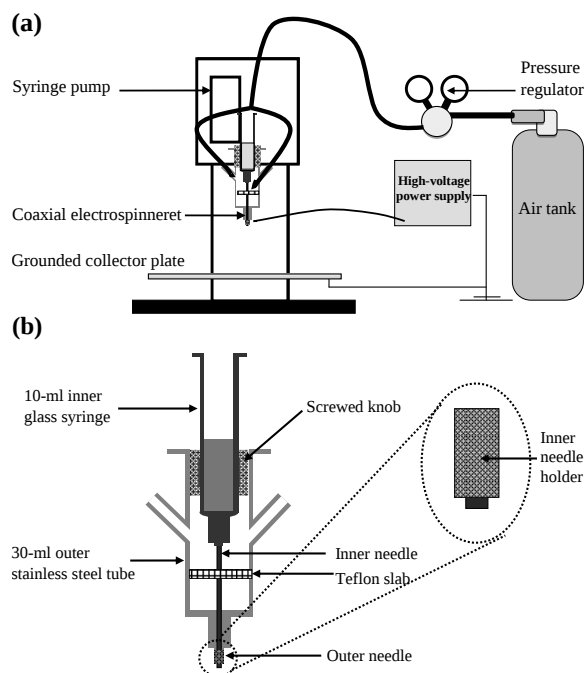 (a)
Syringe pump
Pressure
regulator
High-voltage
power supply
Air tank
Coaxial electrospinneret
Grounded collector plate
(b)
10-ml inner
glass syringe
Screwed knob
Inner
needle
holder
30-ml outer
stainless steel tube
Inner needle
Teflon slab
Outer needle